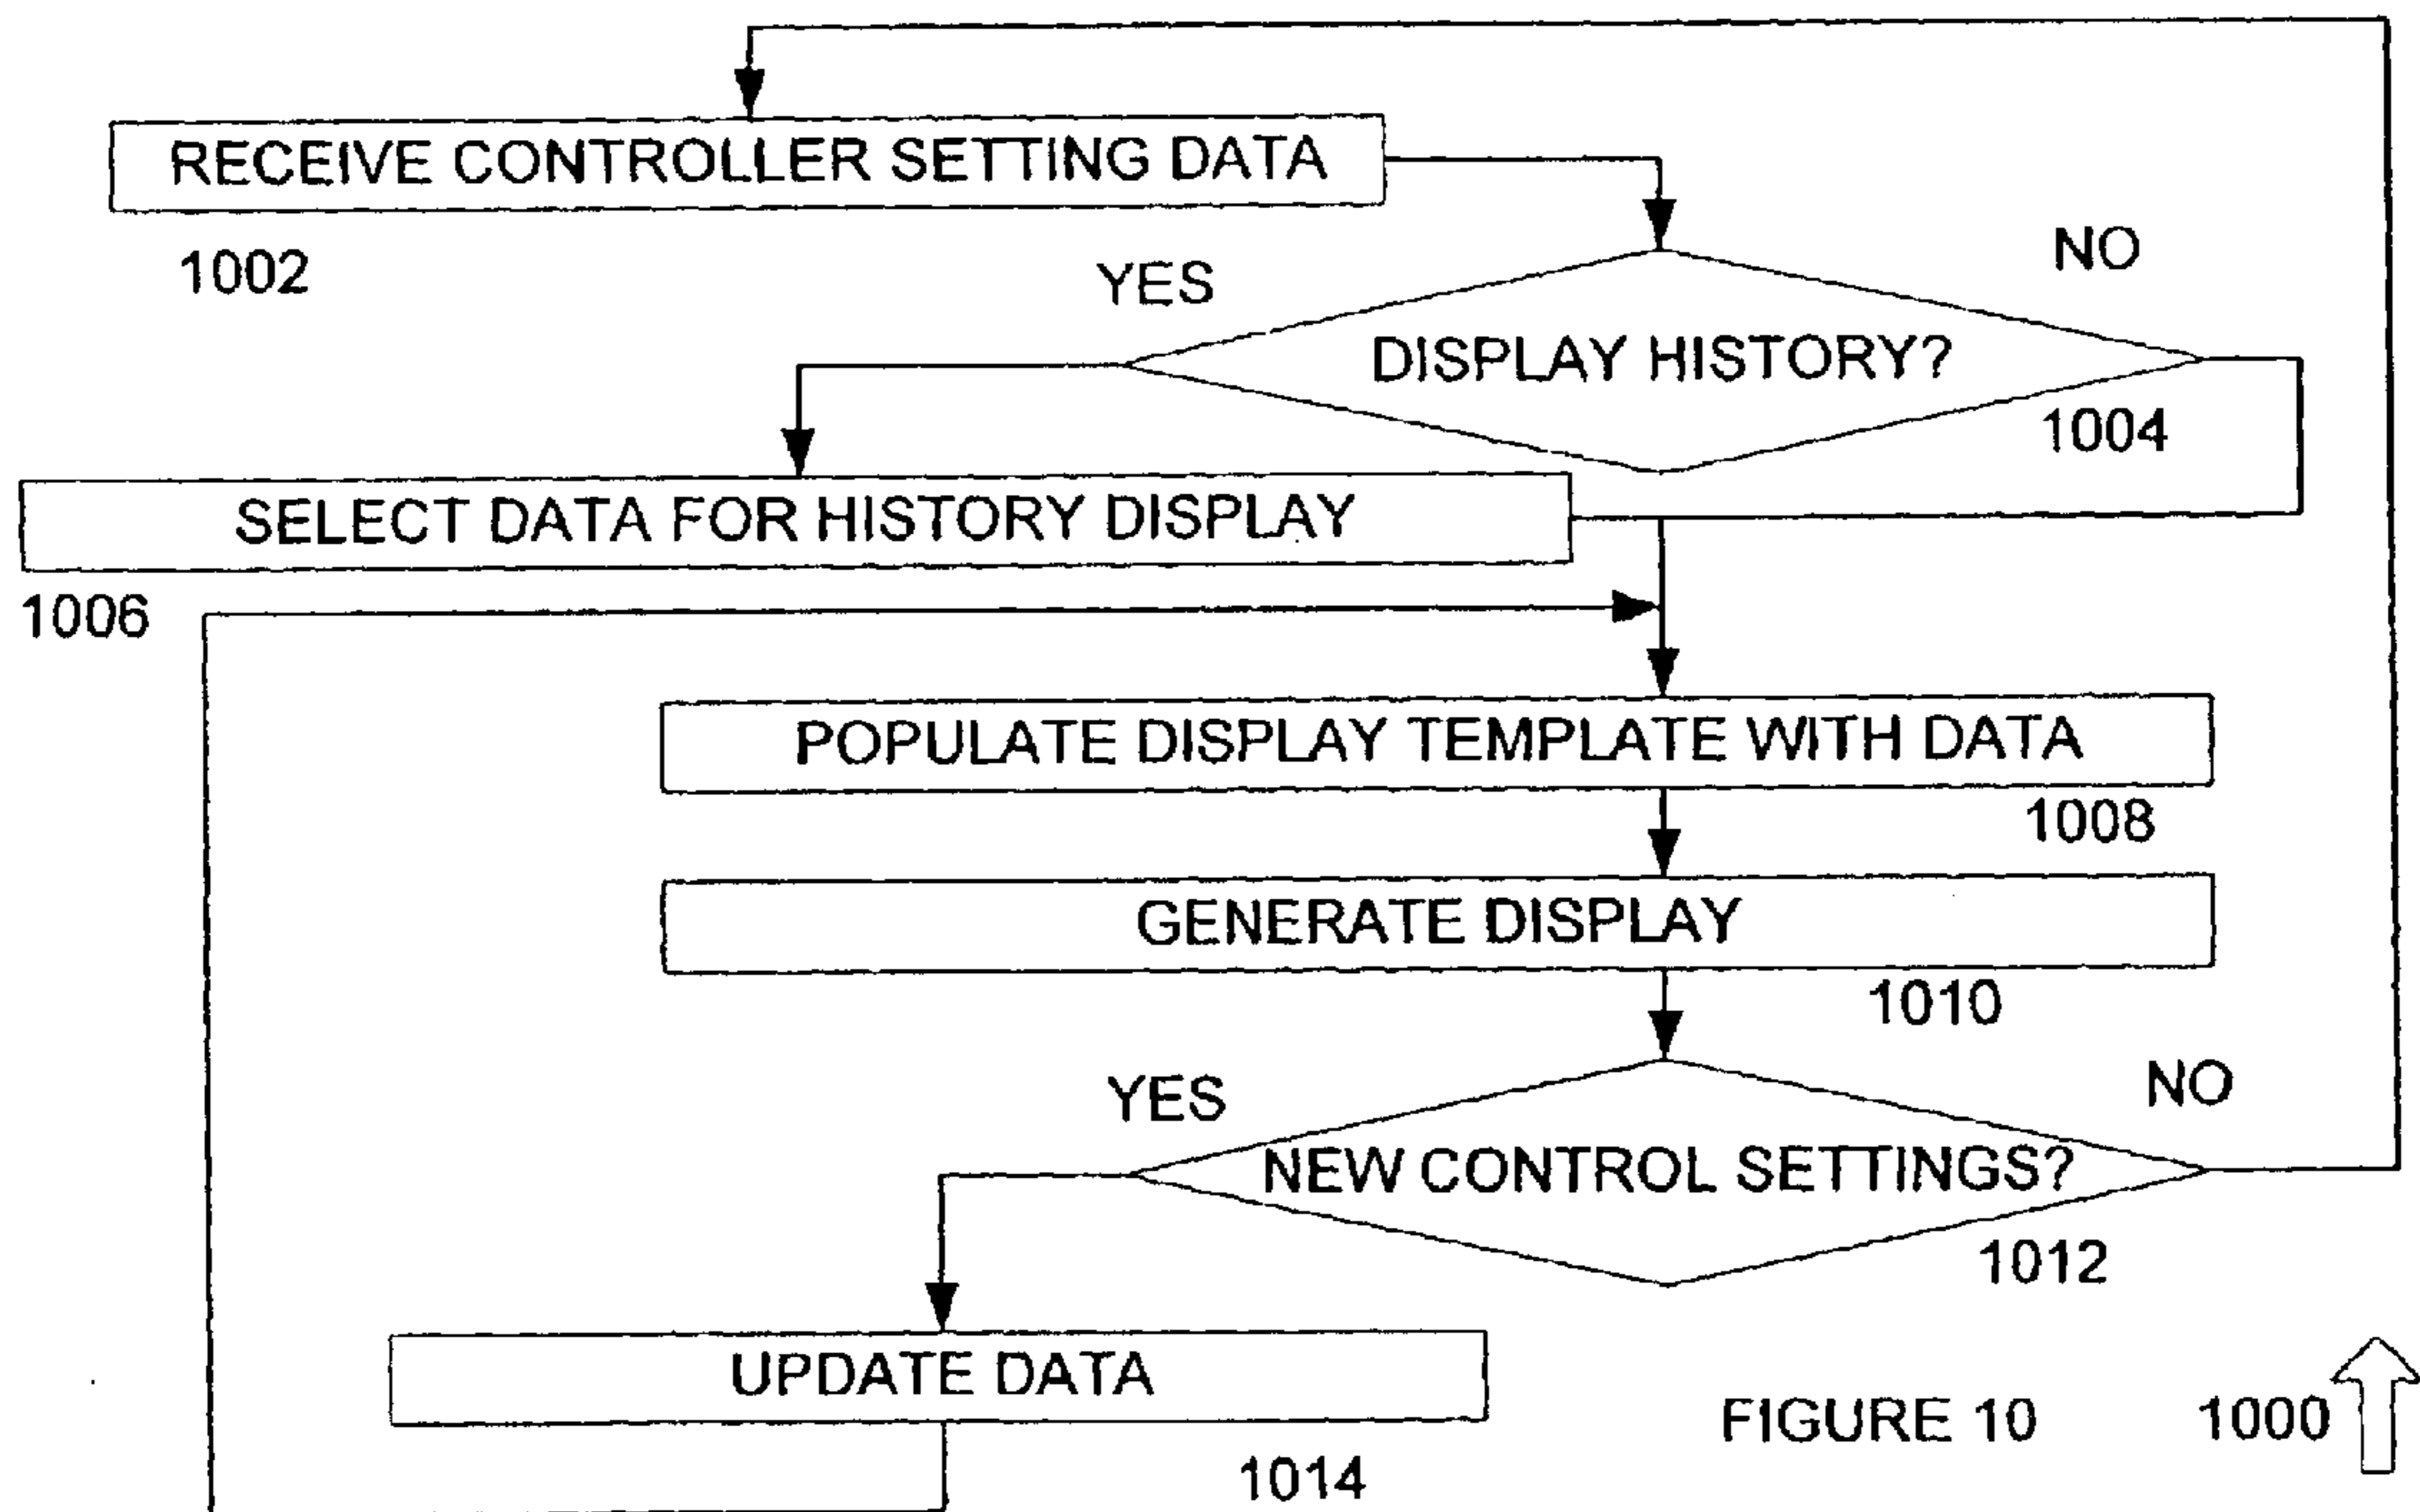 RECEIVE CONTROLLER SETTING DATA
1002
YES
NO
DISPLAY HISTORY?
1004
SELECT DATA FOR HISTORY DISPLAY
1006
POPULATE DISPLAY TEMPLATE WITH DATA
1008
GENERATE DISPLAY
1010
YES
NO
NEW CONTROL SETTINGS?
1012
UPDATE DATA
1014
FIGURE 10
1000